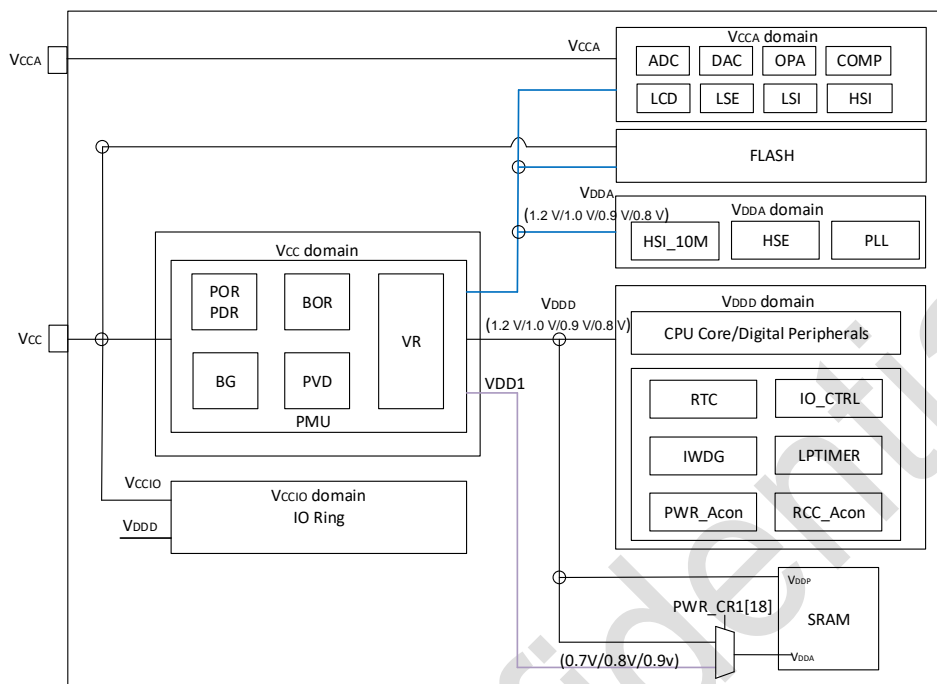 VCCA
VCCA
VCCA domain
ADC
DAC
OPA
COMP
LCD
LSE
LSI
HSI
FLASH
VDDA
(1.2 V/1.0 V/0.9 V/0.8 V)
VDDA domain
HSI_10M
HSE
PLL
VCC domain
POR
PDR
BOR
VR
BG
PVD
PMU
VCC
VDDD
(1.2 V/1.0 V/0.9 V/0.8 V)
VDD1
VDDD domain
CPU Core/Digital Peripherals
RTC
IO_CTRL
IWDG
LPTIMER
PWR_Acon
RCC_Acon
VCCIO
VDDD
VCCIO domain
IO Ring
PWR_CR1[18]
VDDP
SRAM
VDDA
(0.7V/0.8V/0.9v)
fidenti